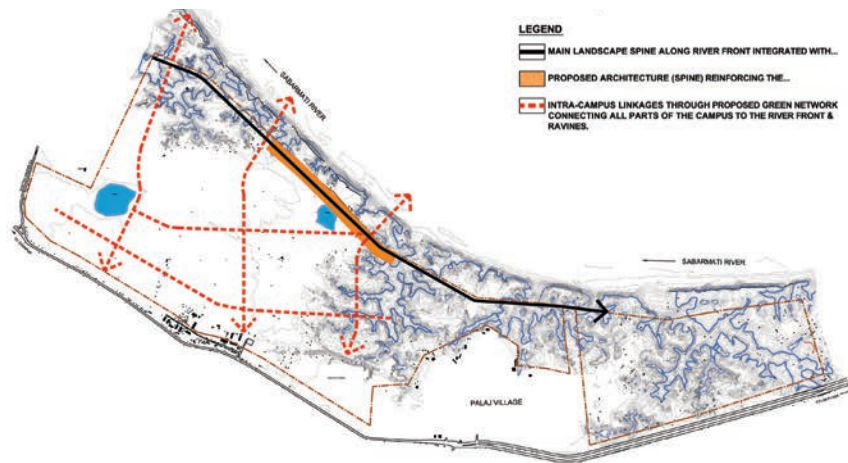 LEGEND
MAIN LANDSCAPE SPINE ALONG RIVER FRONT INTEGRATED WITH...
PROPOSED ARCHITECTURE (SPINE) REINFORCING THE...
INTRA-CAMPUS LINKAGES THROUGH PROPOSED GREEN NETWORK
CONNECTING ALL PARTS OF THE CAMPUS TO THE RIVER FRONT &
RAVINES.
SABARMATI RIVER
SABARMATI RIVER
PALAJ VILLAGE